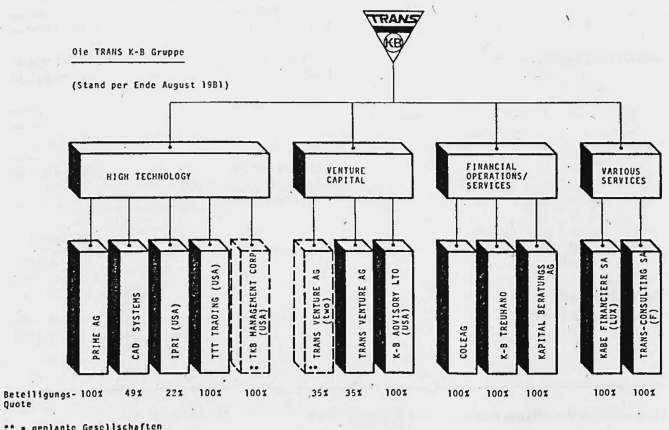 TRANS
KB
Die TRANS K-B Gruppe
(Stand per Ende August 1981)
HIGH TECHNOLOGY
VENTURE
CAPITAL
FINANCIAL
OPERATIONS/
SERVICES
VARIOUS
SERVICES
PRIME AG
CAD SYSTEMS
IPRI (USA)
TTT TRADING (USA)
** TKB MANAGEMENT CORP
(USA)
** TRANS VENTURE AG
(two)
TRANS VENTURE AG
K-B ADVISORY LTD
(USA)
COLEAG
K-B TREUHAND
KAPITAL BERATUNGS
AG
KABE FINANCIERE SA
(LUX)
TRANS-CONSULTING SA
(F)
Beteiligungs- 100% 49% 22% 100% 100% 35% 35% 100% 100% 100% 100% 100% 100%
Quote
** = geplante Gesellschaften